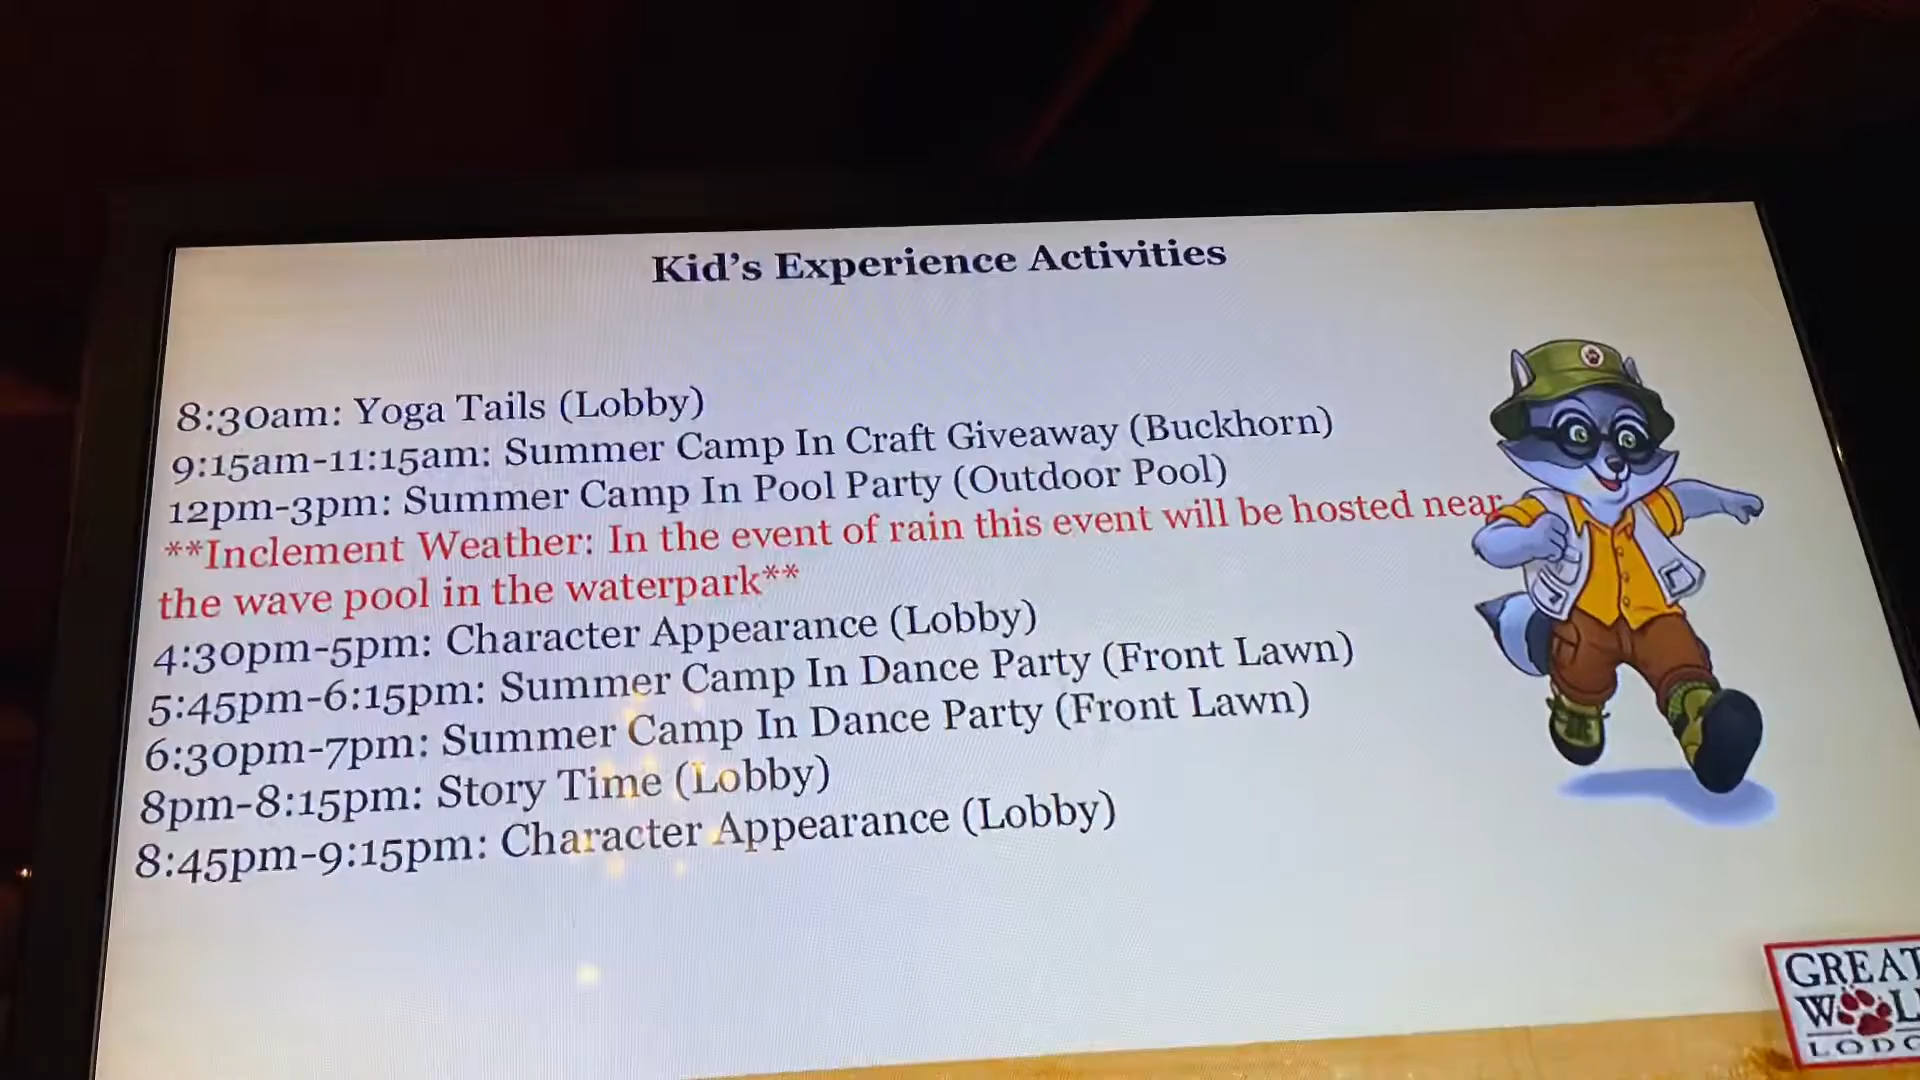 Kid's Experience Activities
8:30am: Yoga Tails (Lobby)
9:15am-11:15am: Summer Camp In Craft Giveaway (Buckhorn)
12pm-3pm: Summer Camp In Pool Party (Outdoor Pool)
**Inclement Weather: In the event of rain this event will be hosted near
the wave pool in the waterpark**
4:30pm-5pm: Character Appearance (Lobby)
5:45pm-6:15pm: Summer Camp In Dance Party (Front Lawn)
6:30pm-7pm: Summer Camp In Dance Party (Front Lawn)
8pm-8:15pm: Story Time (Lobby)
8:45pm-9:15pm: Character Appearance (Lobby)
GREAT